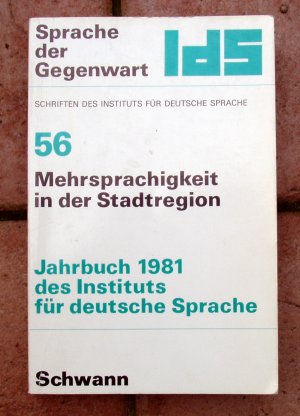 Sprache
der
Gegenwart
IdS
SCHRIFTEN DES INSTITUTS FÜR DEUTSCHE SPRACHE
56
Mehrsprachigkeit
in der Stadtregion
Jahrbuch 1981
des Instituts
für deutsche Sprache
Schwann